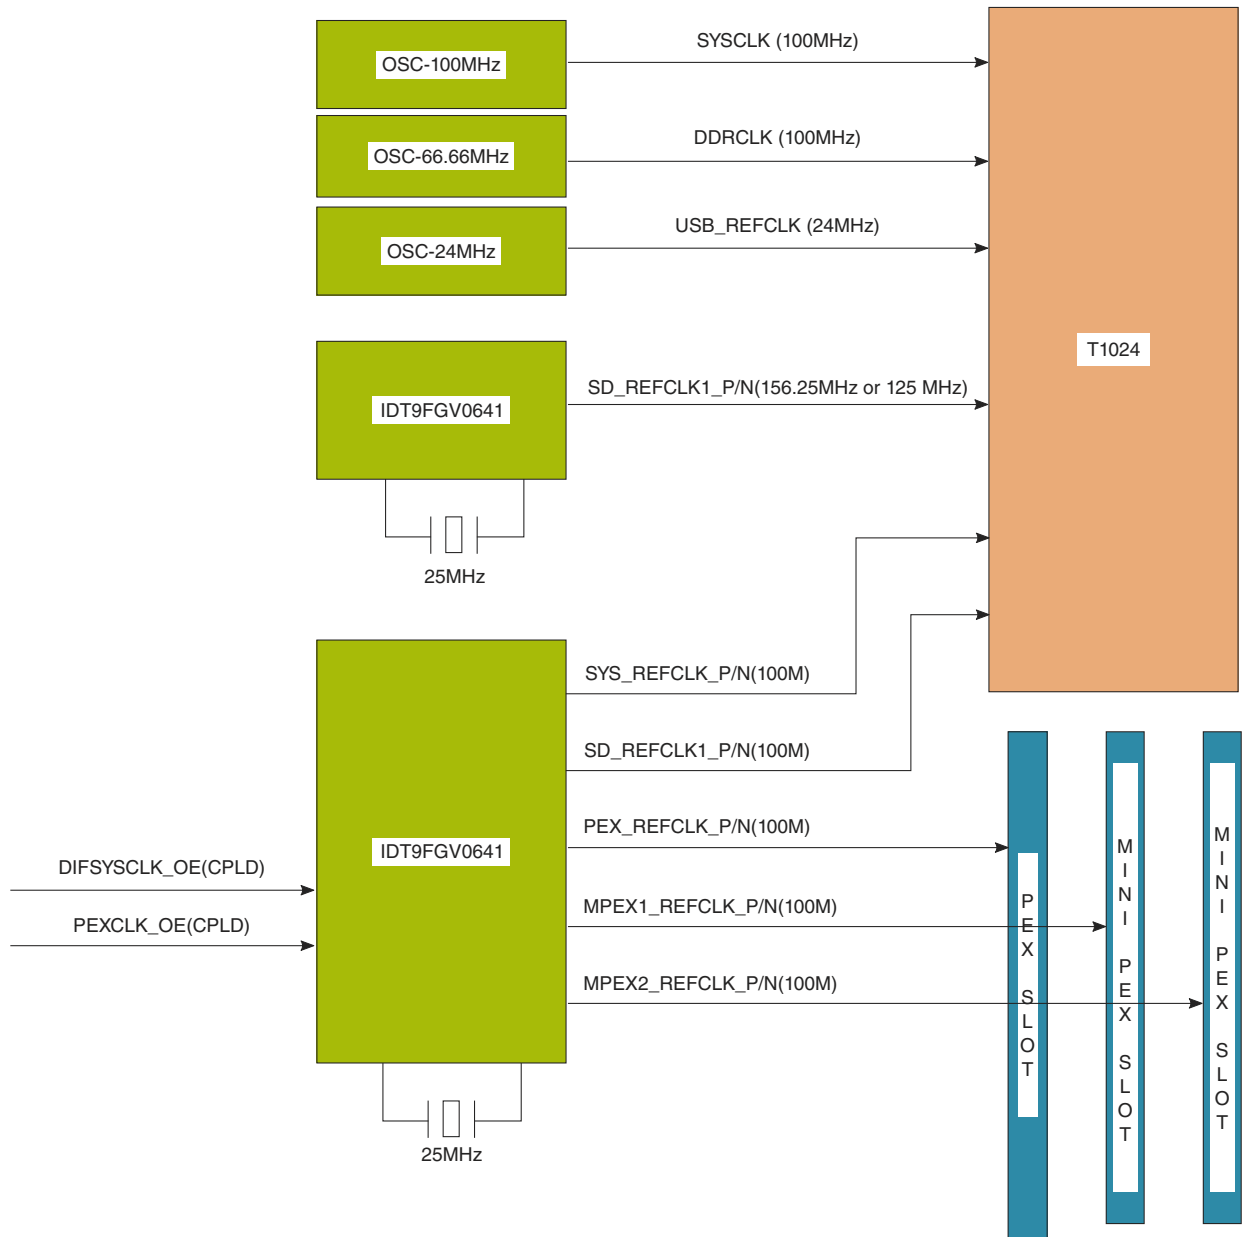 SYSCLK (100MHz)
OSC-100MHz
DDRCLK (100MHz)
OSC-66.66MHz
USB_REFCLK (24MHz)
OSC-24MHz
T1024
SD_REFCLK1_P/N(156.25MHz or 125 MHz)
IDT9FGV0641
25MHz
SYS_REFCLK_P/N(100M)
SD_REFCLK1_P/N(100M)
PEX_REFCLK_P/N(100M)
IDT9FGV0641
DIFSYSCLK_OE(CPLD)
PEXCLK_OE(CPLD)
MPEX1_REFCLK_P/N(100M)
MPEX2_REFCLK_P/N(100M)
PEX SLOT
MINI PEX SLOT
MINI PEX SLOT
25MHz